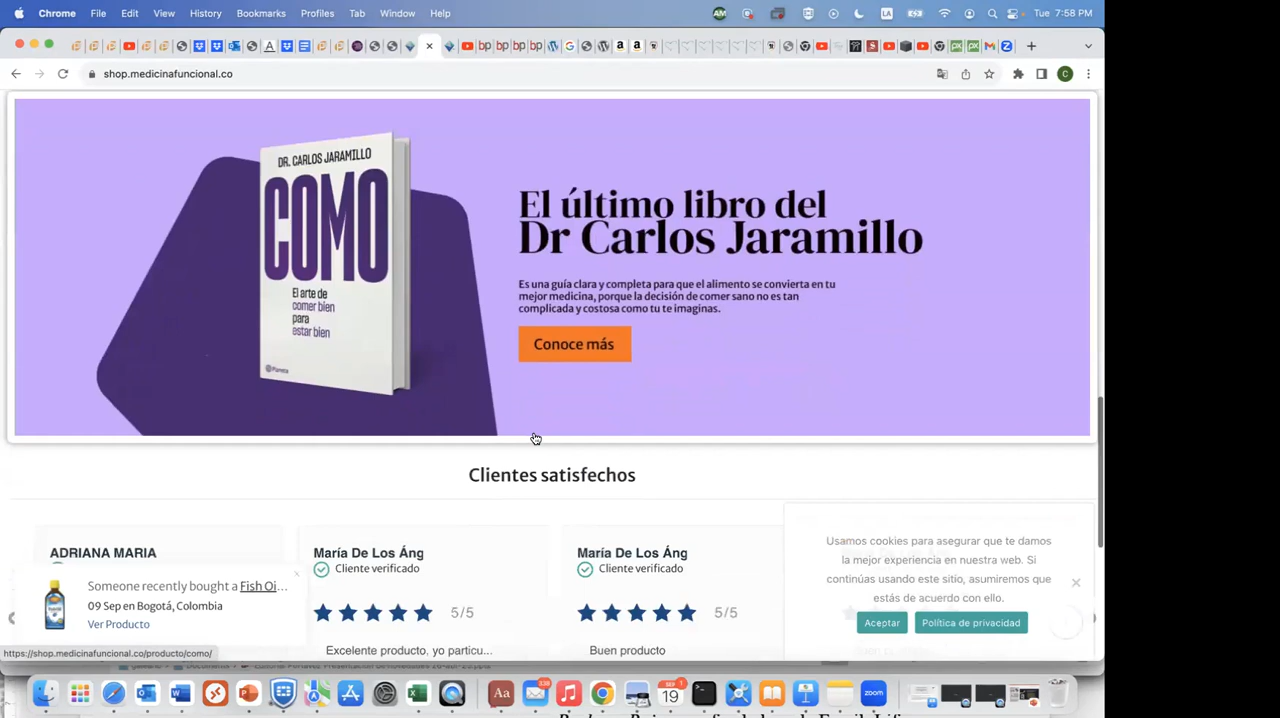 Chrome File Edit View History Bookmarks Profiles Tab Window Help
LA
Tue 7:58 PM
shop.medicinafuncional.co
C
DR. CARLOS JARAMILLO
COMO
El arte de
comer bien
para
estar bien
Planeta
El último libro del
Dr Carlos Jaramillo
Es una guía clara y completa para que el alimento se convierta en tu
mejor medicina, porque la decisión de comer sano no es tan
complicada y costosa como tu te imaginas.
Conoce más
Clientes satisfechos
ADRIANA MARIA
María De Los Áng
Cliente verificado
5/5
Excelente producto, yo particu...
María De Los Áng
Cliente verificado
5/5
Buen producto
Someone recently bought a Fish Oi...
09 Sep en Bogotá, Colombia
Ver Producto
Usamos cookies para asegurar que te damos
la mejor experiencia en nuestra web. Si
continúas usando este sitio, asumiremos que
estás de acuerdo con ello.
Aceptar
Política de privacidad
https://shop.medicinafuncional.co/producto/como/
SEP
19
Aa
zoom